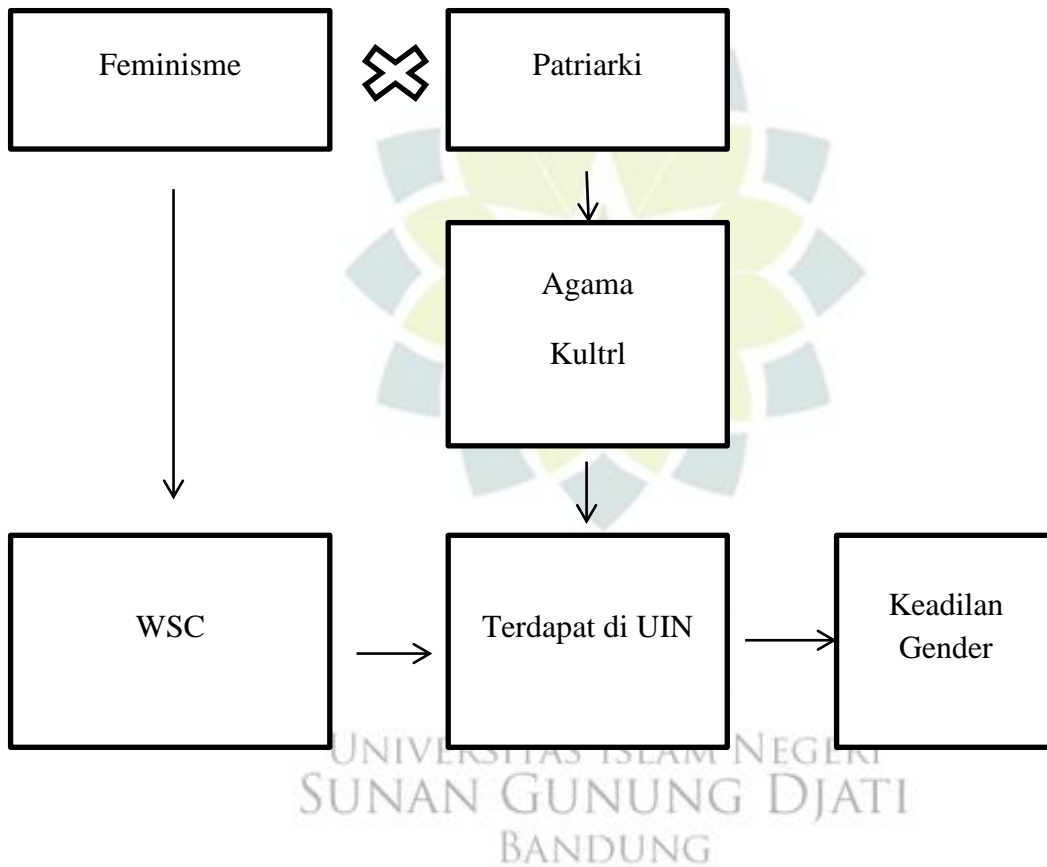 Feminisme
Patriarki
Agama
Kultrl
WSC
Terdapat di UIN
Keadilan
Gender
UNIVERSITAS ISLAM NEGERI
SUNAN GUNUNG DJATI
BANDUNG